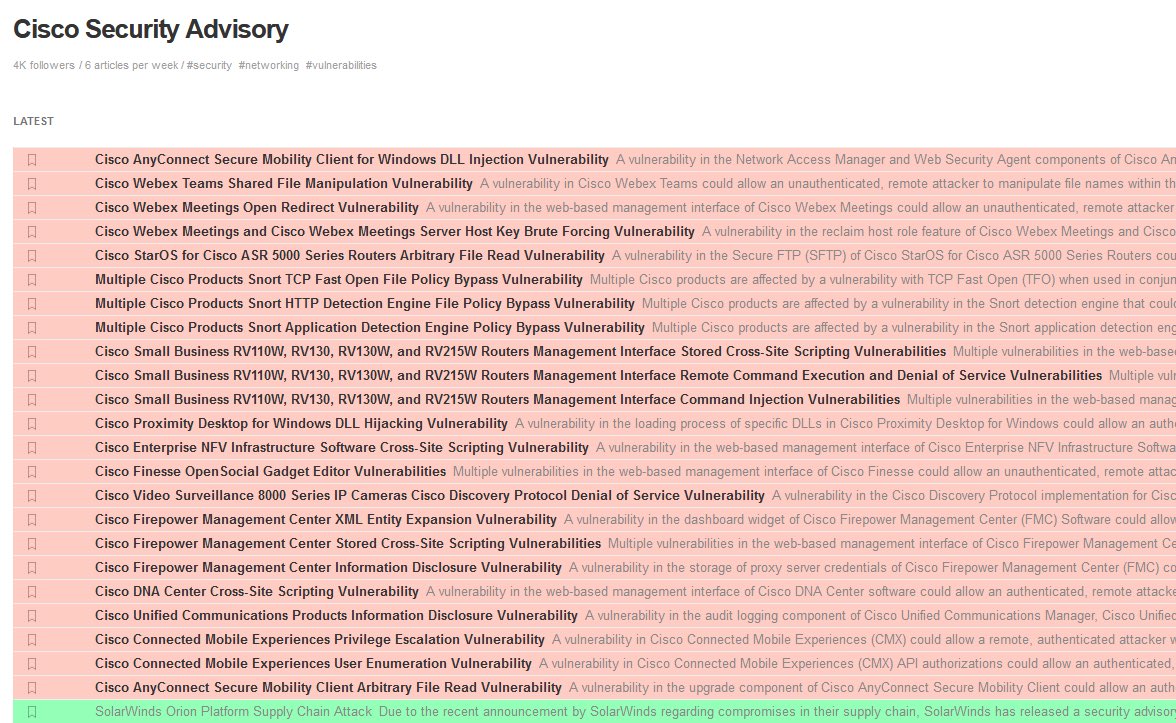 Cisco Security Advisory
4K followers / 6 articles per week / #security #networking #vulnerabilities
LATEST
Cisco AnyConnect Secure Mobility Client for Windows DLL Injection Vulnerability A vulnerability in the Network Access Manager and Web Security Agent components of Cisco An
Cisco Webex Teams Shared File Manipulation Vulnerability A vulnerability in Cisco Webex Teams could allow an unauthenticated, remote attacker to manipulate file names within th
Cisco Webex Meetings Open Redirect Vulnerability A vulnerability in the web-based management interface of Cisco Webex Meetings could allow an unauthenticated, remote attacker
Cisco Webex Meetings and Cisco Webex Meetings Server Host Key Brute Forcing Vulnerability A vulnerability in the reclaim host role feature of Cisco Webex Meetings and Cisco
Cisco StarOS for Cisco ASR 5000 Series Routers Arbitrary File Read Vulnerability A vulnerability in the Secure FTP (SFTP) of Cisco StarOS for Cisco ASR 5000 Series Routers cou
Multiple Cisco Products Snort TCP Fast Open File Policy Bypass Vulnerability Multiple Cisco products are affected by a vulnerability with TCP Fast Open (TFO) when used in conjun
Multiple Cisco Products Snort HTTP Detection Engine File Policy Bypass Vulnerability Multiple Cisco products are affected by a vulnerability in the Snort detection engine that coul
Multiple Cisco Products Snort Application Detection Engine Policy Bypass Vulnerability Multiple Cisco products are affected by a vulnerability in the Snort application detection eng
Cisco Small Business RV110W, RV130, RV130W, and RV215W Routers Management Interface Stored Cross-Site Scripting Vulnerabilities Multiple vulnerabilities in the web-base
Cisco Small Business RV110W, RV130, RV130W, and RV215W Routers Management Interface Remote Command Execution and Denial of Service Vulnerabilities Multiple vul
Cisco Small Business RV110W, RV130, RV130W, and RV215W Routers Management Interface Command Injection Vulnerabilities Multiple vulnerabilities in the web-based manag
Cisco Proximity Desktop for Windows DLL Hijacking Vulnerability A vulnerability in the loading process of specific DLLs in Cisco Proximity Desktop for Windows could allow an auth
Cisco Enterprise NFV Infrastructure Software Cross-Site Scripting Vulnerability A vulnerability in the web-based management interface of Cisco Enterprise NFV Infrastructure Softwa
Cisco Finesse OpenSocial Gadget Editor Vulnerabilities Multiple vulnerabilities in the web-based management interface of Cisco Finesse could allow an unauthenticated, remote attac
Cisco Video Surveillance 8000 Series IP Cameras Cisco Discovery Protocol Denial of Service Vulnerability A vulnerability in the Cisco Discovery Protocol implementation for Cisc
Cisco Firepower Management Center XML Entity Expansion Vulnerability A vulnerability in the dashboard widget of Cisco Firepower Management Center (FMC) Software could allow
Cisco Firepower Management Center Stored Cross-Site Scripting Vulnerabilities Multiple vulnerabilities in the web-based management interface of Cisco Firepower Management Ce
Cisco Firepower Management Center Information Disclosure Vulnerability A vulnerability in the storage of proxy server credentials of Cisco Firepower Management Center (FMC) co
Cisco DNA Center Cross-Site Scripting Vulnerability A vulnerability in the web-based management interface of Cisco DNA Center software could allow an authenticated, remote attacke
Cisco Unified Communications Products Information Disclosure Vulnerability A vulnerability in the audit logging component of Cisco Unified Communications Manager, Cisco Unified
Cisco Connected Mobile Experiences Privilege Escalation Vulnerability A vulnerability in Cisco Connected Mobile Experiences (CMX) could allow a remote, authenticated attacker w
Cisco Connected Mobile Experiences User Enumeration Vulnerability A vulnerability in Cisco Connected Mobile Experiences (CMX) API authorizations could allow an authenticated,
Cisco AnyConnect Secure Mobility Client Arbitrary File Read Vulnerability A vulnerability in the upgrade component of Cisco AnyConnect Secure Mobility Client could allow an auth
SolarWinds Orion Platform Supply Chain Attack Due to the recent announcement by SolarWinds regarding compromises in their supply chain, SolarWinds has released a security advisor